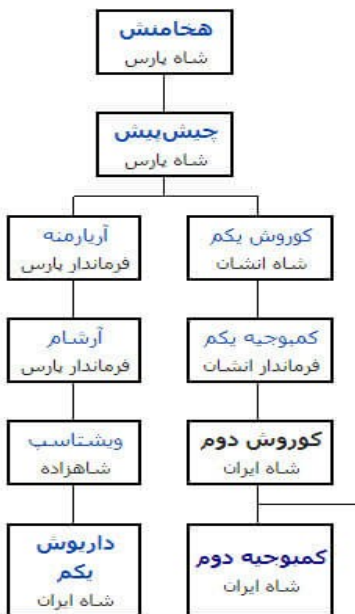 هخامنش
شاه پارس
چیش‌پیش
شاه پارس
کوروش یکم
شاه انشان
آریارمنه
فرماندار پارس
کمبوجیه یکم
فرماندار انشان
آرشام
فرماندار پارس
کوروش دوم
شاه ایران
ویشتاسپ
شاهزاده
کمبوجیه دوم
شاه ایران
داریوش
یکم
شاه ایران